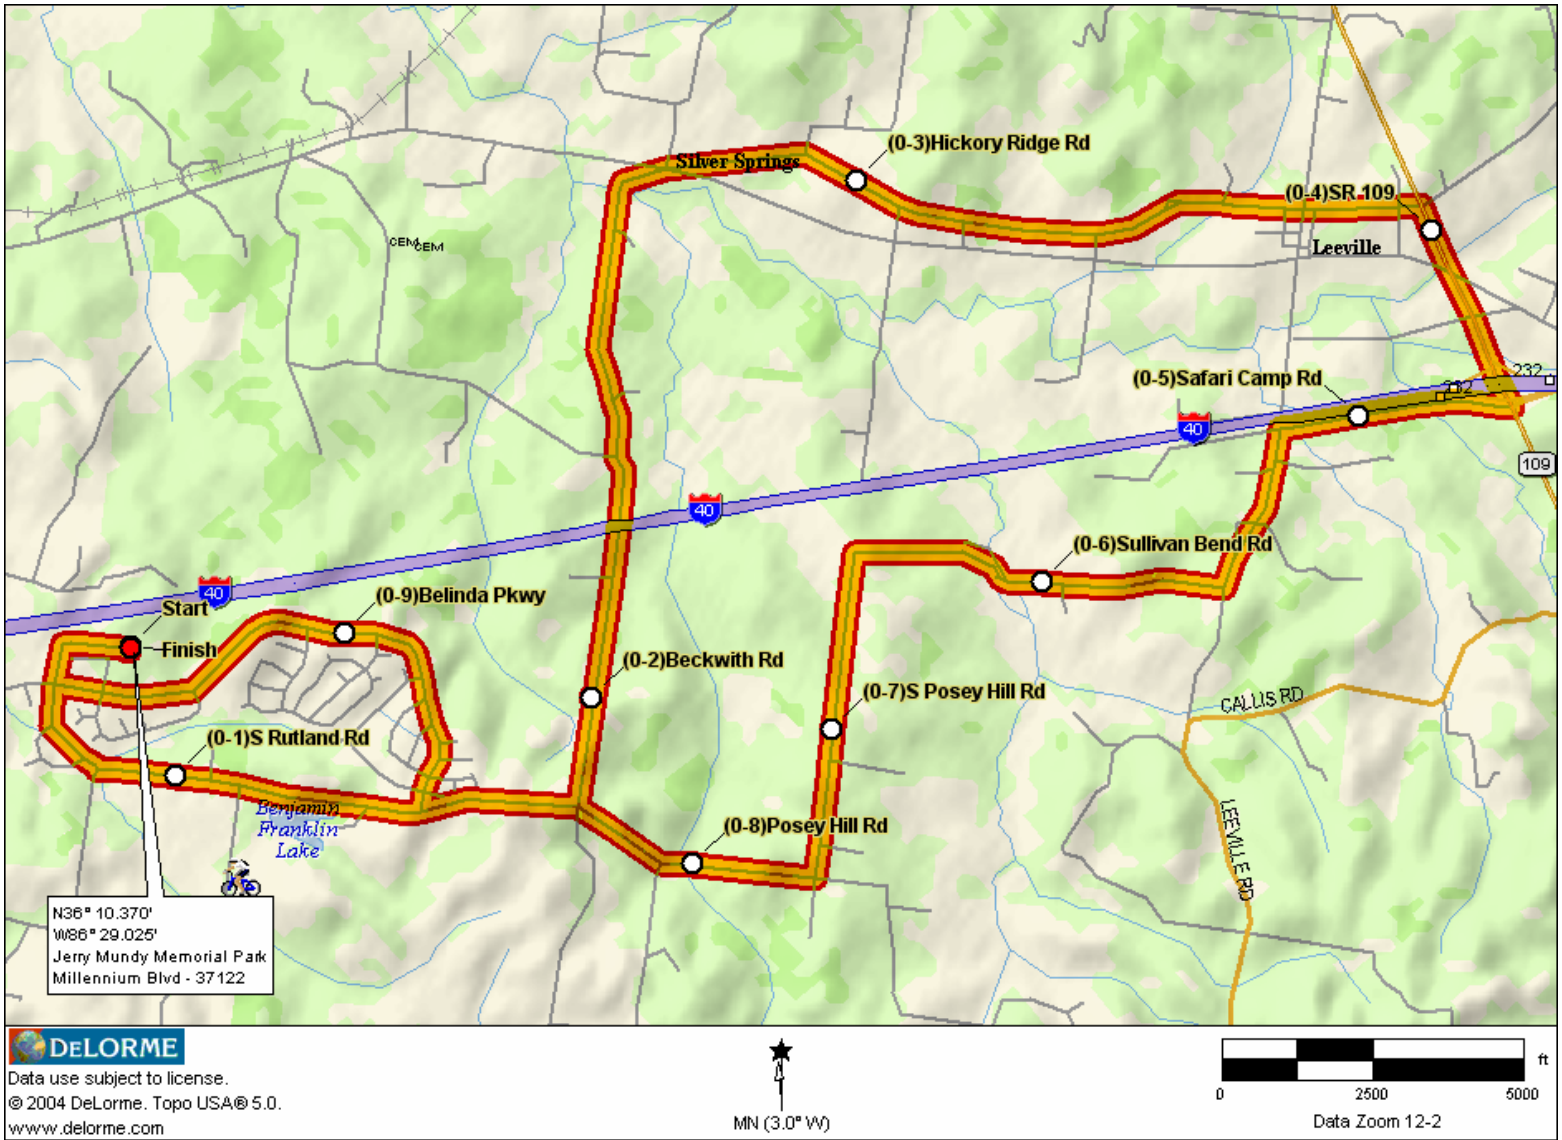 (0-3)Hickory Ridge Rd
Silver Springs
(0-4)SR 109
CEM
CEM
Leeville
(0-5)Safari Camp Rd
232
232
40
109
40
(0-6)Sullivan Bend Rd
40
Start
(0-9)Belinda Pkwy
Finish
(0-2)Beckwith Rd
(0-7)S Posey Hill Rd
CALLIS RD
(0-1)S Rutland Rd
Benjamin
Franklin
Lake
(0-8)Posey Hill Rd
LEEVILLE RD
N36° 10.370'
W86° 29.025'
Jerry Mundy Memorial Park
Millennium Blvd - 37122
DELORME
Data use subject to license.
© 2004 DeLorme. Topo USA® 5.0.
www.delorme.com
MN (3.0° W)
ft
0 2500 5000
Data Zoom 12-2